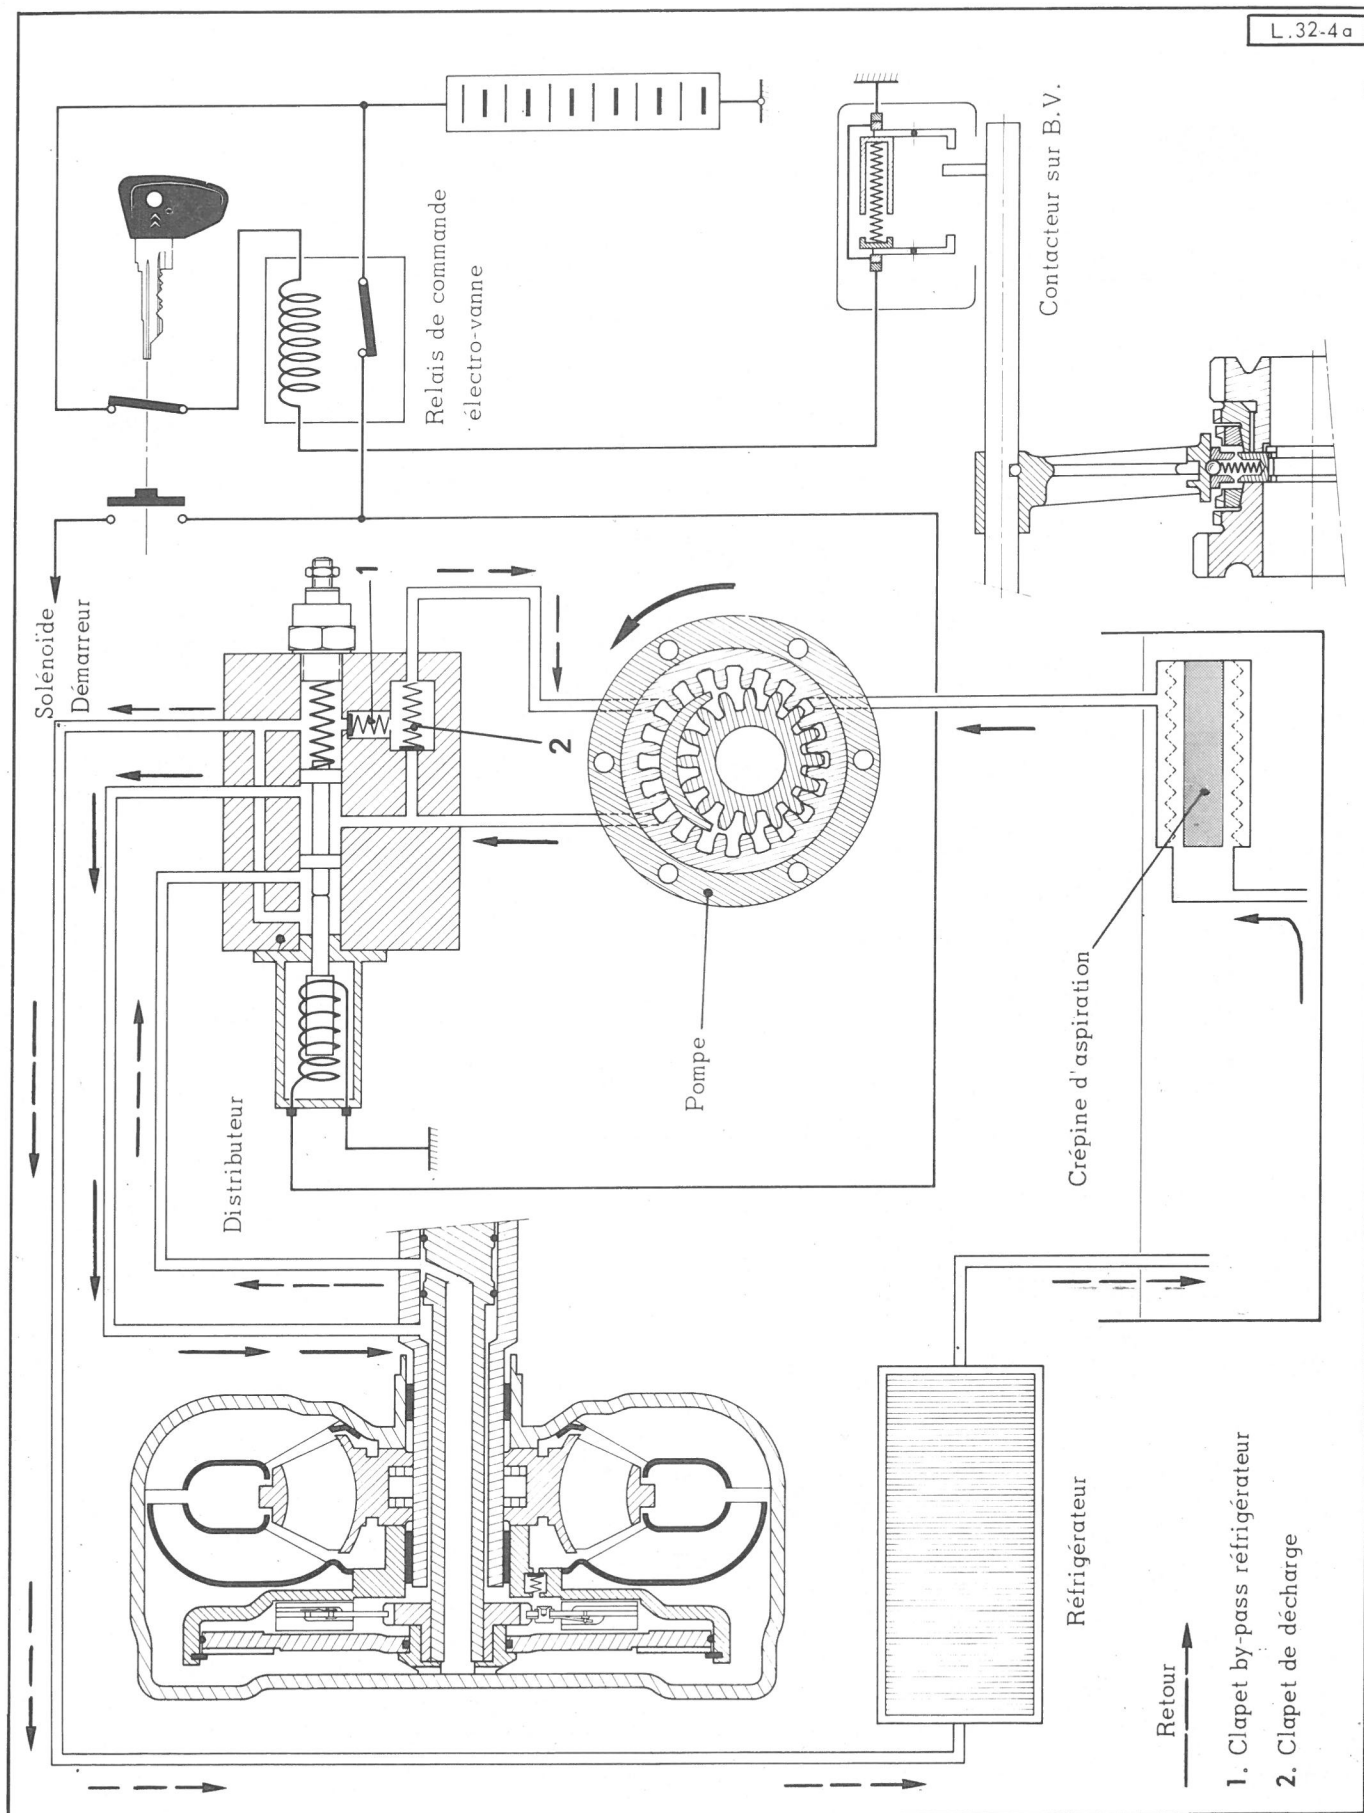 L.32-4a
Solénoïde
Démarreur
Relais de commande
électro-vanne
Contacteur sur B.V.
1
2
Distributeur
Pompe
Crépine d'aspiration
Réfrigérateur
Retour
1. Clapet by-pass réfrigérateur
2. Clapet de décharge